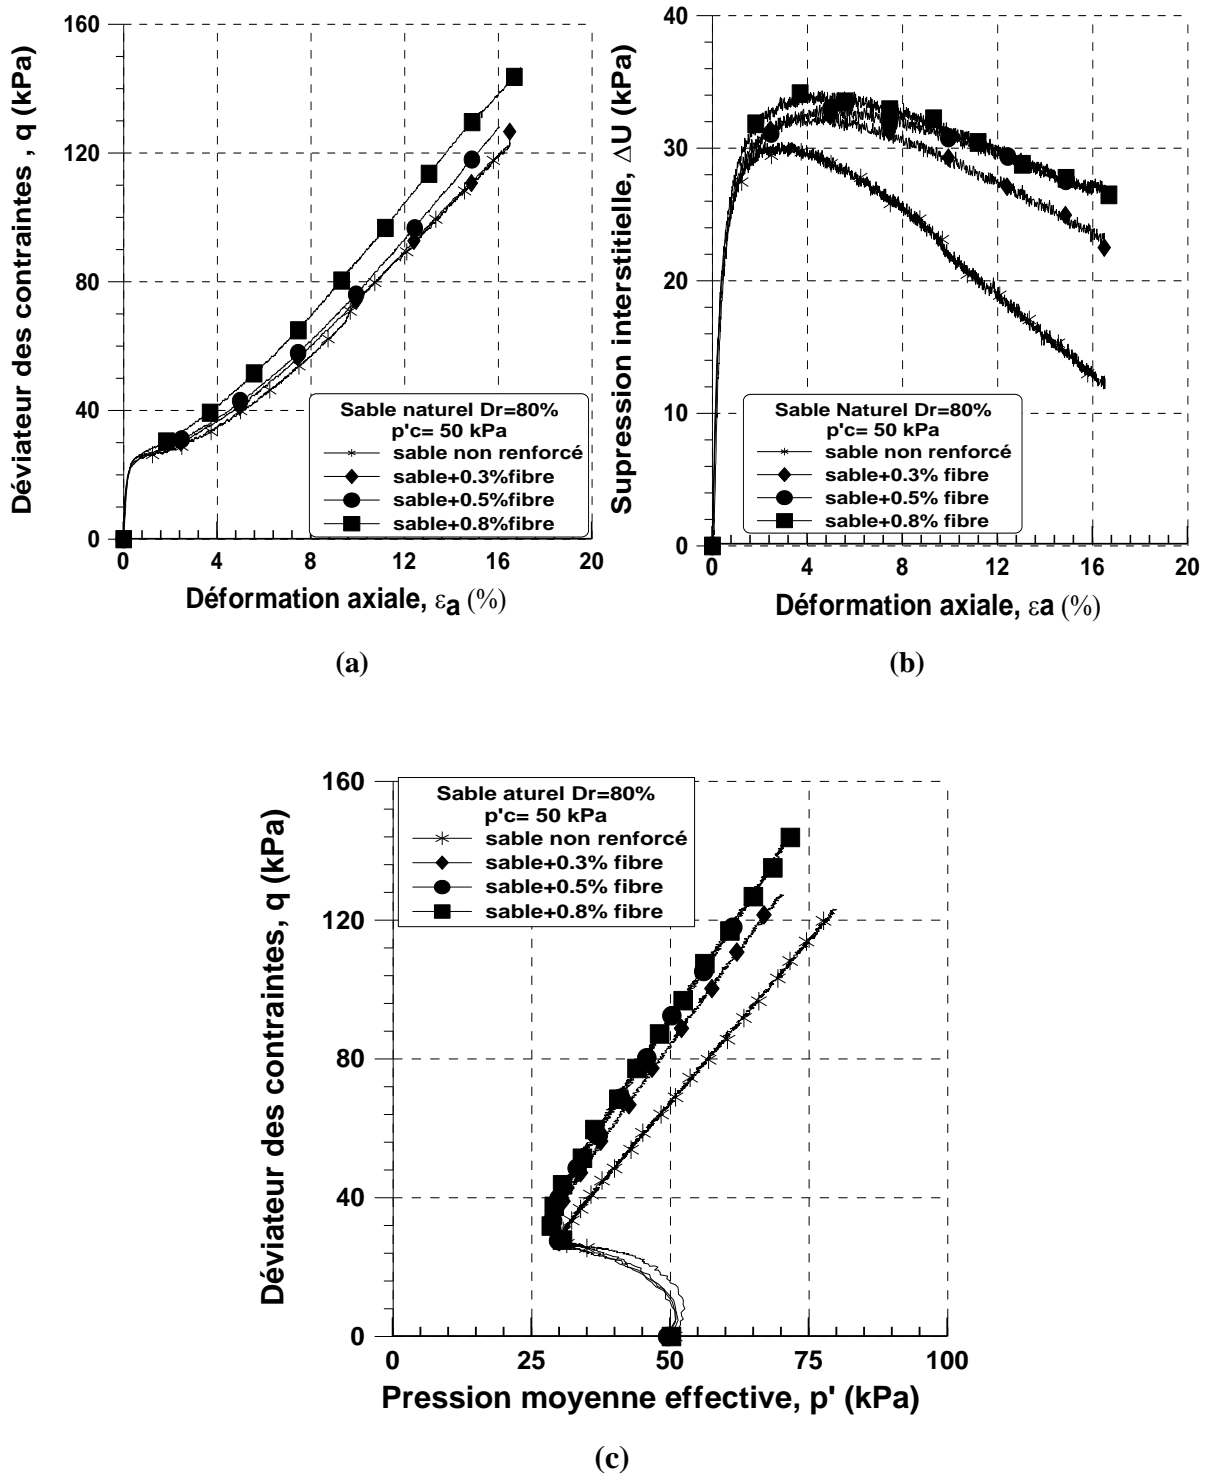 160
120
80
40
0
Déviateur des contraintes , q (kPa)
Sable naturel Dr=80%
p'c= 50 kPa
sable non renforcé
sable+0.3%fibre
sable+0.5%fibre
sable+0.8%fibre
0 4 8 12 16 20
Déformation axiale, εa (%)
(a)
40
30
20
10
0
Supression interstitielle, ΔU (kPa)
Sable Naturel Dr=80%
p'c= 50 kPa
sable non renforcé
sable+0.3% fibre
sable+0.5% fibre
sable+0.8% fibre
0 4 8 12 16 20
Déformation axiale, εa (%)
(b)
160
120
80
40
0
Déviateur des contraintes, q (kPa)
Sable aturel Dr=80%
p'c= 50 kPa
sable non renforcé
sable+0.3% fibre
sable+0.5% fibre
sable+0.8% fibre
0 25 50 75 100
Pression moyenne effective, p' (kPa)
(c)